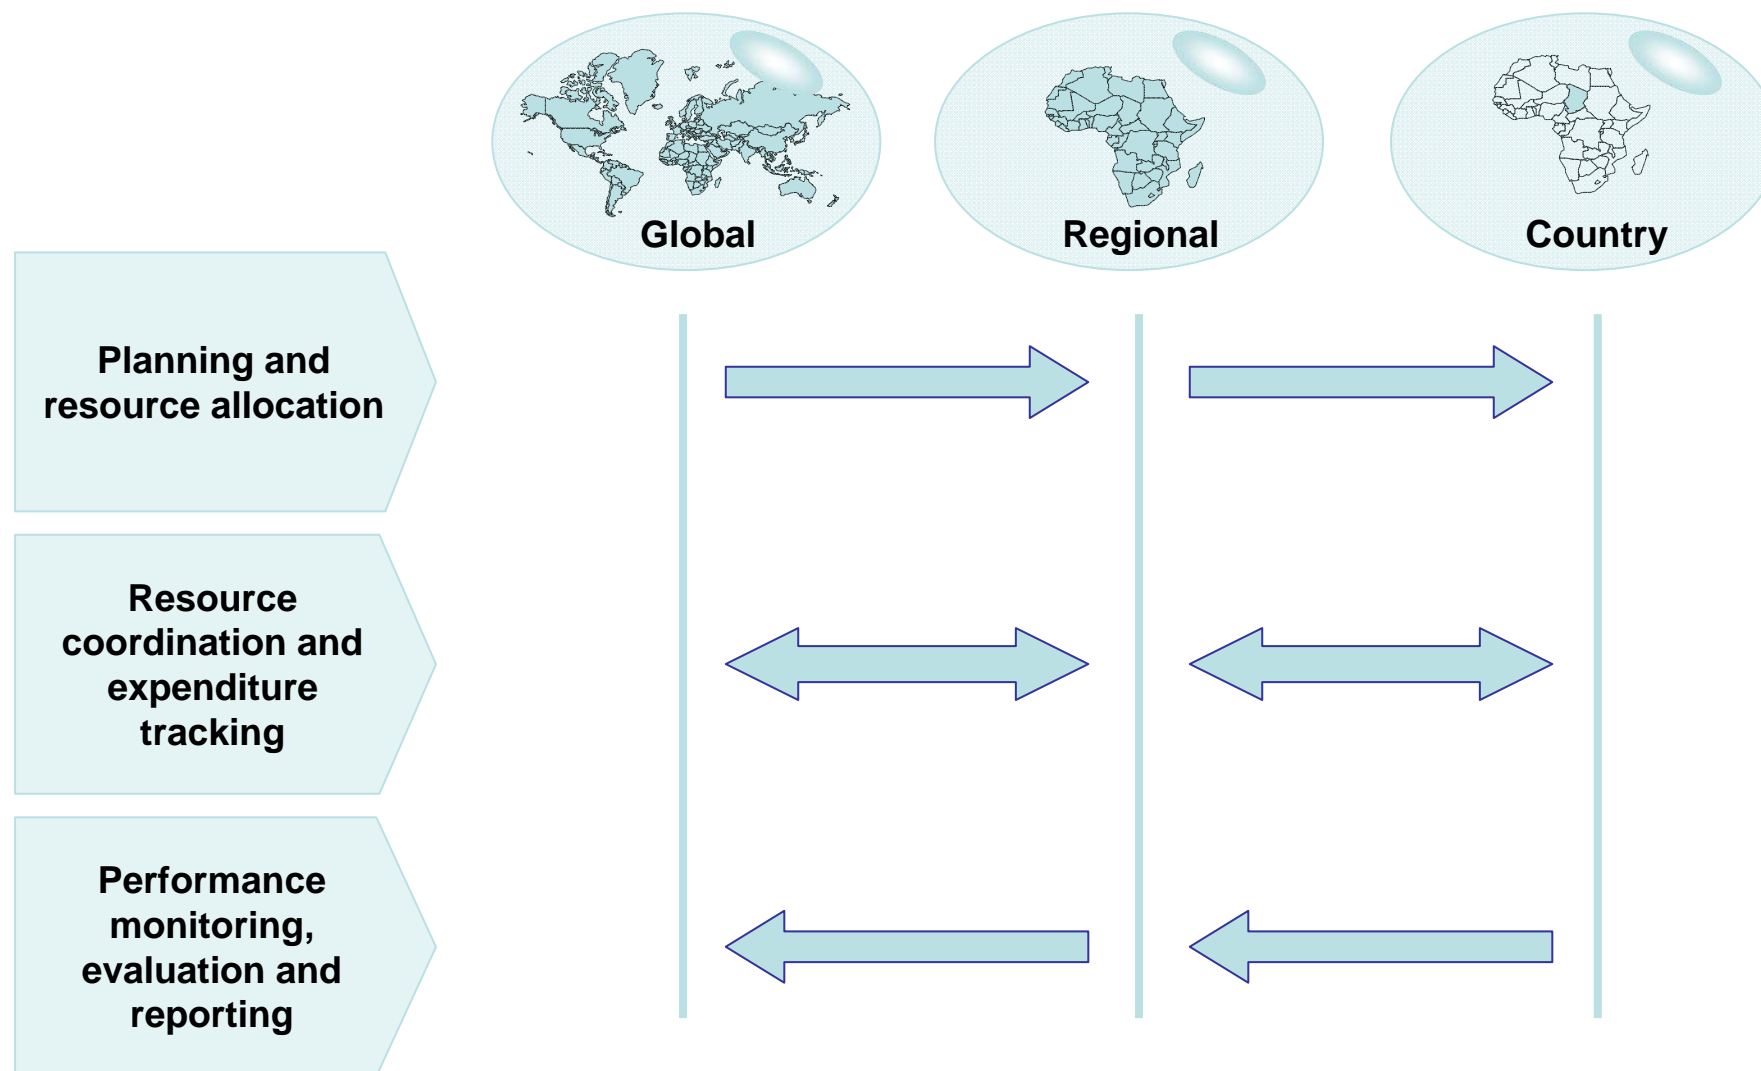 Global
Regional
Country
Planning and
resource allocation
Resource
coordination and
expenditure
tracking
Performance
monitoring,
evaluation and
reporting